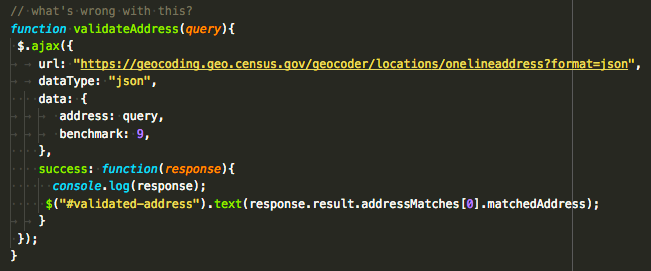 // what's wrong with this?
function validateAddress(query){
$.ajax({
url: "https://geocoding.geo.census.gov/geocoder/locations/onelineaddress?format=json",
dataType: "json",
data: {
address: query,
benchmark: 9,
},
success: function(response){
console.log(response);
$("#validated-address").text(response.result.addressMatches[0].matchedAddress);
}
});
}